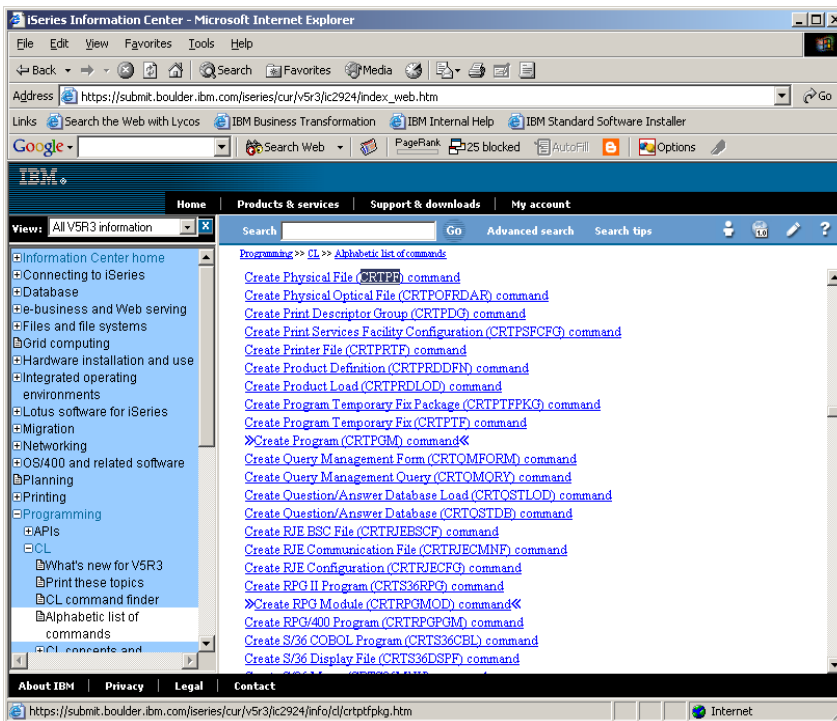 iSeries Information Center - Microsoft Internet Explorer
File Edit View Favorites Tools Help
Back Search Favorites Media
Address https://submit.boulder.ibm.com/iseries/cur/v5r3/ic2924/index_web.htm Go
Links Search the Web with Lycos IBM Business Transformation IBM Internal Help IBM Standard Software Installer
Google Search Web PageRank 25 blocked AutoFill Options
IBM
Home Products & services Support & downloads My account
View: All V5R3 information
Search Go Advanced search Search tips
Information Center home
Connecting to iSeries
Database
e-business and Web serving
Files and file systems
Grid computing
Hardware installation and use
Integrated operating
environments
Lotus software for iSeries
Migration
Networking
OS/400 and related software
Planning
Printing
Programming
APIs
CL
What's new for V5R3
Print these topics
CL command finder
Alphabetic list of
commands
CL concepts and
Programming >> CL >> Alphabetic list of commands
Create Physical File (CRTPF) command
Create Physical Optical File (CRTPOFRDAR) command
Create Print Descriptor Group (CRTPDG) command
Create Print Services Facility Configuration (CRTPSFCFG) command
Create Printer File (CRTPRTF) command
Create Product Definition (CRTPRDDFN) command
Create Product Load (CRTPRDLOD) command
Create Program Temporary Fix Package (CRTPTFPKG) command
Create Program Temporary Fix (CRTPTF) command
»Create Program (CRTPGM) command«
Create Query Management Form (CRTQMFORM) command
Create Query Management Query (CRTQMQRY) command
Create Question/Answer Database Load (CRTQSTLOD) command
Create Question/Answer Database (CRTQSTDB) command
Create RJE BSC File (CRTRJEBSCF) command
Create RJE Communication File (CRTRJECMNF) command
Create RJE Configuration (CRTRJECFG) command
Create RPG II Program (CRTS36RPG) command
»Create RPG Module (CRTRPGMOD) command«
Create RPG/400 Program (CRTRPGPGM) command
Create S/36 COBOL Program (CRTS36CBL) command
Create S/36 Display File (CRTS36DSPF) command
About IBM Privacy Legal Contact
https://submit.boulder.ibm.com/iseries/cur/v5r3/ic2924/info/cl/crtptfpkg.htm Internet